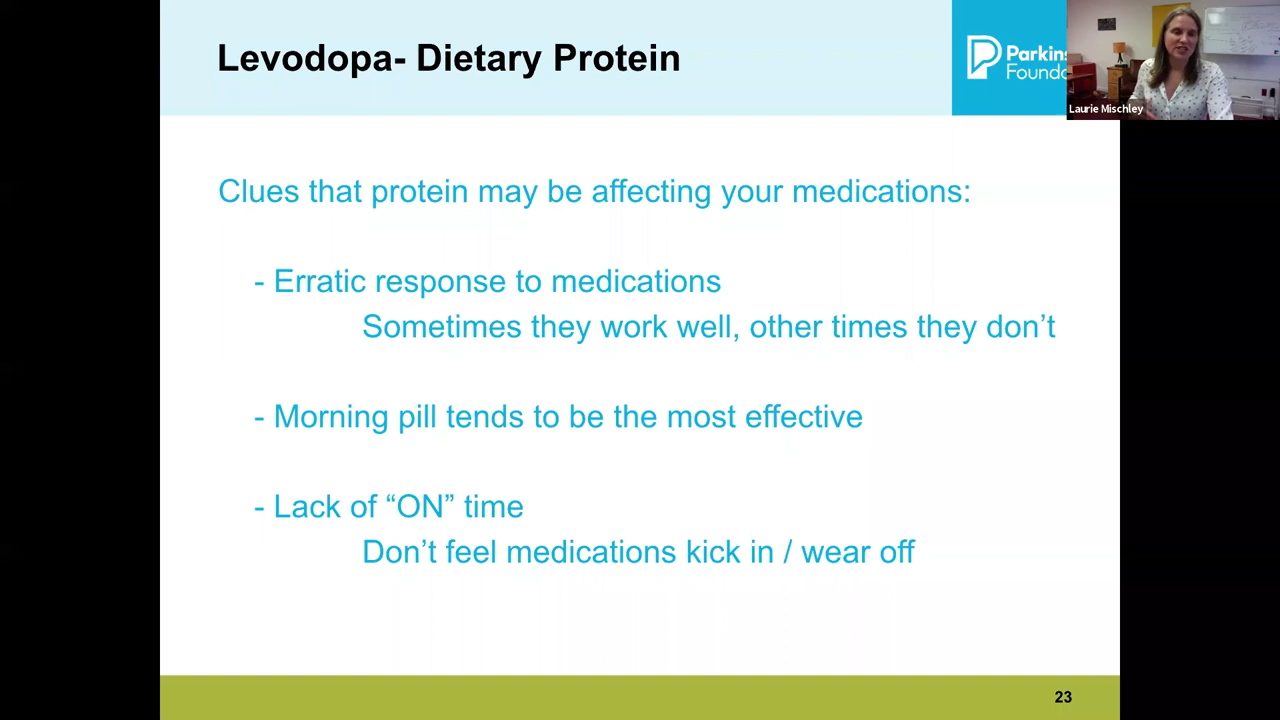 Levodopa- Dietary Protein
Parkins
Founda
Laurie Mischley
Clues that protein may be affecting your medications:
- Erratic response to medications
Sometimes they work well, other times they don’t
- Morning pill tends to be the most effective
- Lack of “ON” time
Don’t feel medications kick in / wear off
23